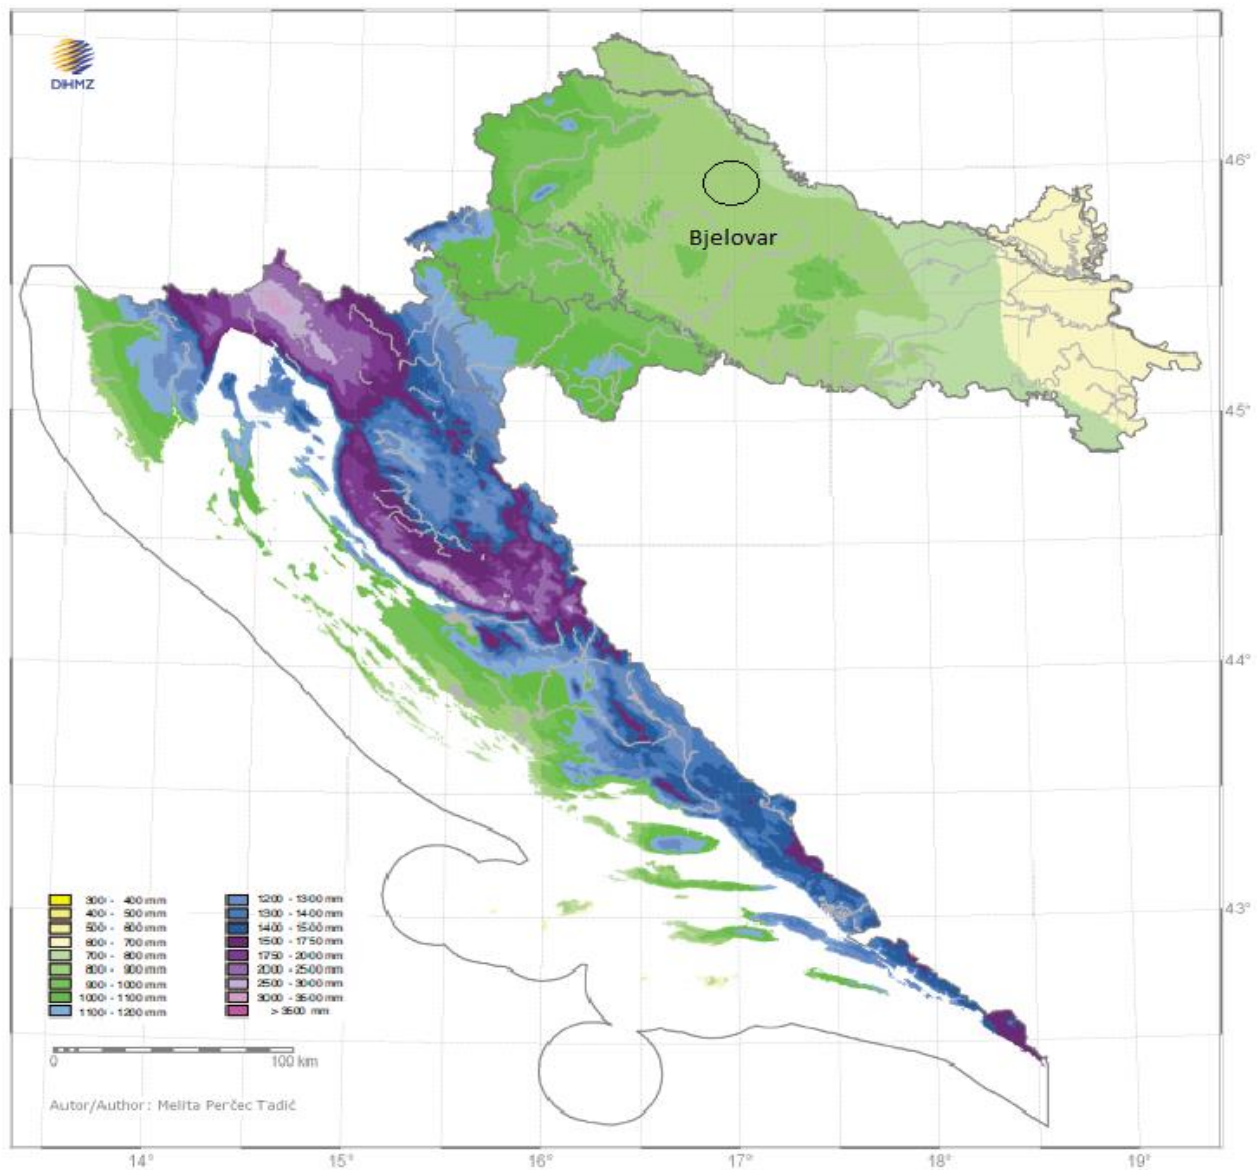 DHMZ
46°
Bjelovar
45°
44°
43°
300 - 400 mm
400 - 500 mm
500 - 600 mm
600 - 700 mm
700 - 800 mm
800 - 900 mm
900 - 1000 mm
1000 - 1100 mm
1100 - 1200 mm
1200 - 1300 mm
1300 - 1400 mm
1400 - 1500 mm
1500 - 1750 mm
1750 - 2000 mm
2000 - 2500 mm
2500 - 3000 mm
3000 - 3500 mm
> 3500 mm
0 100 km
Autor/Author: Melita Perčec Tadić
14° 15° 16° 17° 18° 19°